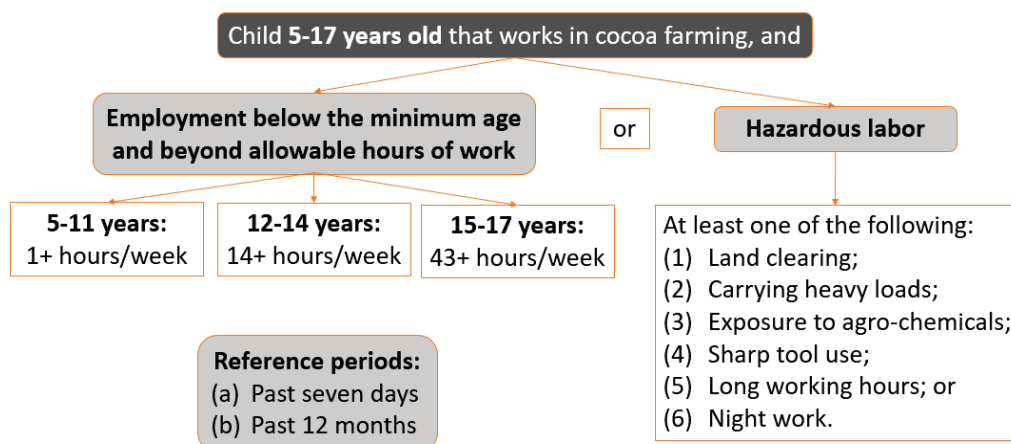 Child 5-17 years old that works in cocoa farming, and
Employment below the minimum age
and beyond allowable hours of work
or
Hazardous labor
5-11 years:
1+ hours/week
12-14 years:
14+ hours/week
15-17 years:
43+ hours/week
At least one of the following:
(1) Land clearing;
(2) Carrying heavy loads;
(3) Exposure to agro-chemicals;
(4) Sharp tool use;
(5) Long working hours; or
(6) Night work.
Reference periods:
(a) Past seven days
(b) Past 12 months